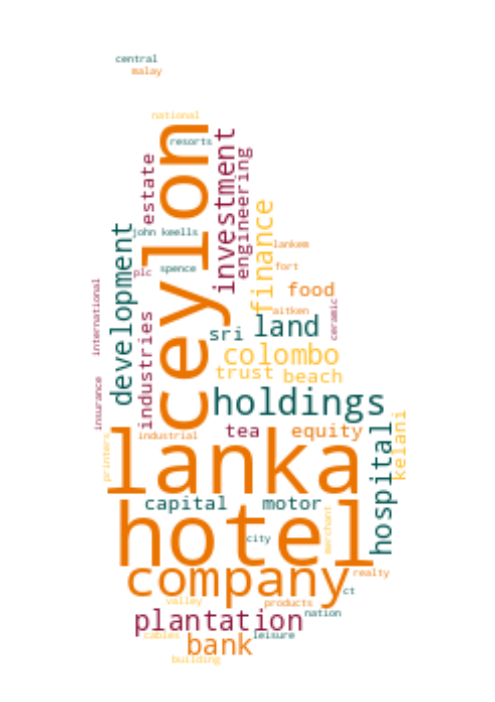 central
malay
national
resorts
ceylon
investment
engineering
estate
development
john keells
plc
spence
finance
lankem
fort
food
aitken
ceramic
international
industries
sri
land
colombo
trust
beach
insurance
holdings
industrial
tea
equity
kelani
printers
lanka
hospital
capital
motor
hotel
merchant
city
company
realty
ct
valley
products
plantation
nation
cables
bank
leisure
building